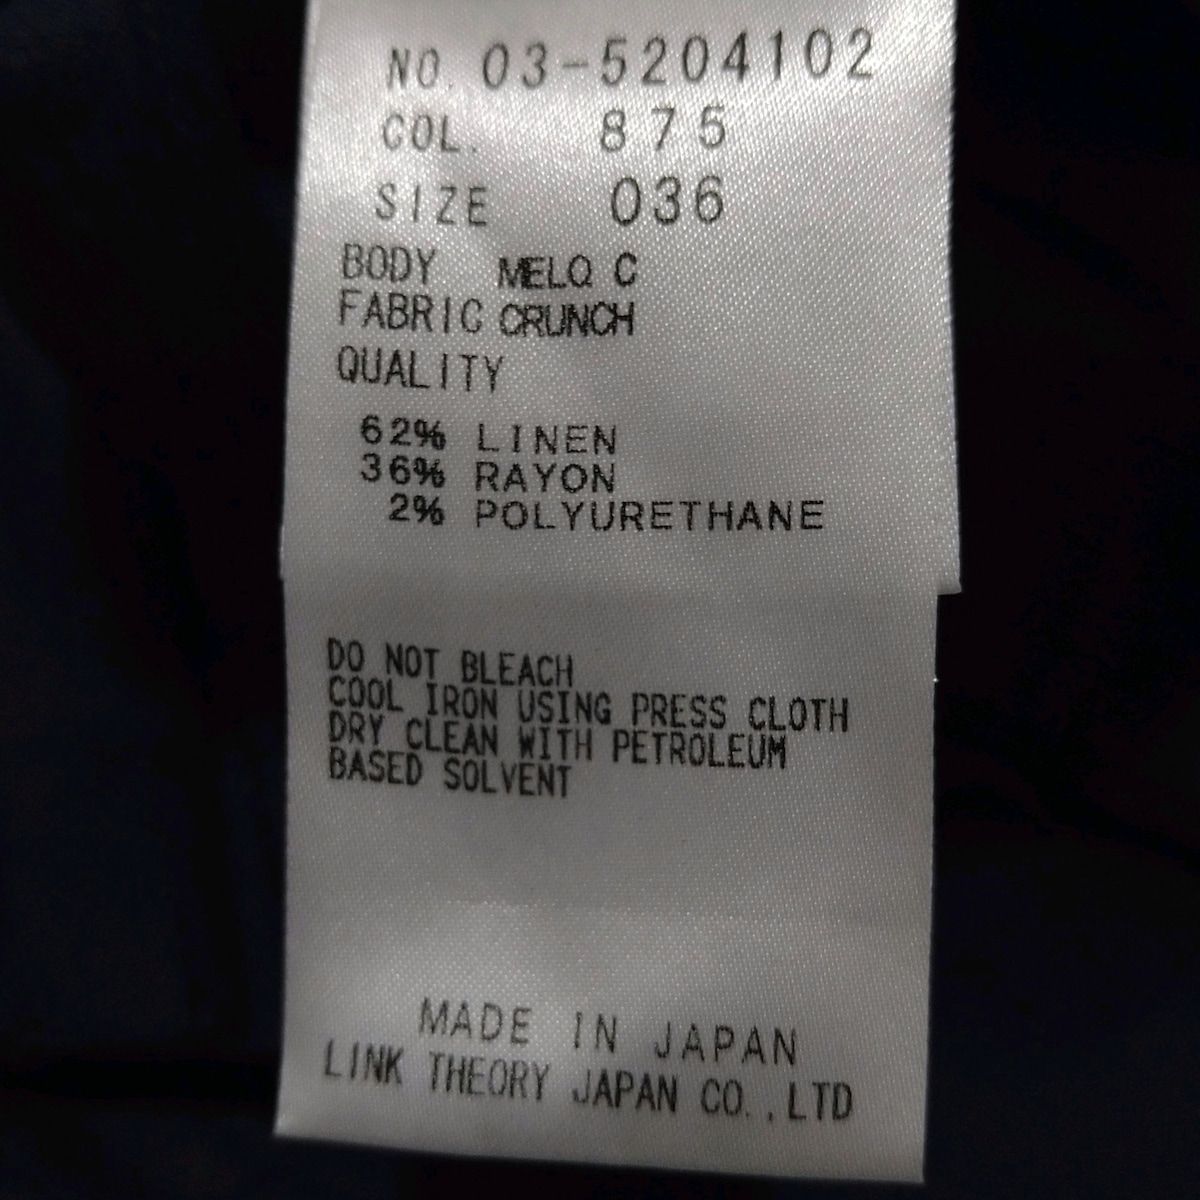 NO. 03-5204102
COL. 875
SIZE 036
BODY MELQ C
FABRIC CRUNCH
QUALITY
62% LINEN
36% RAYON
2% POLYURETHANE
DO NOT BLEACH
COOL IRON USING PRESS CLOTH
DRY CLEAN WITH PETROLEUM
BASED SOLVENT
MADE IN JAPAN
LINK THEORY JAPAN CO.,LTD